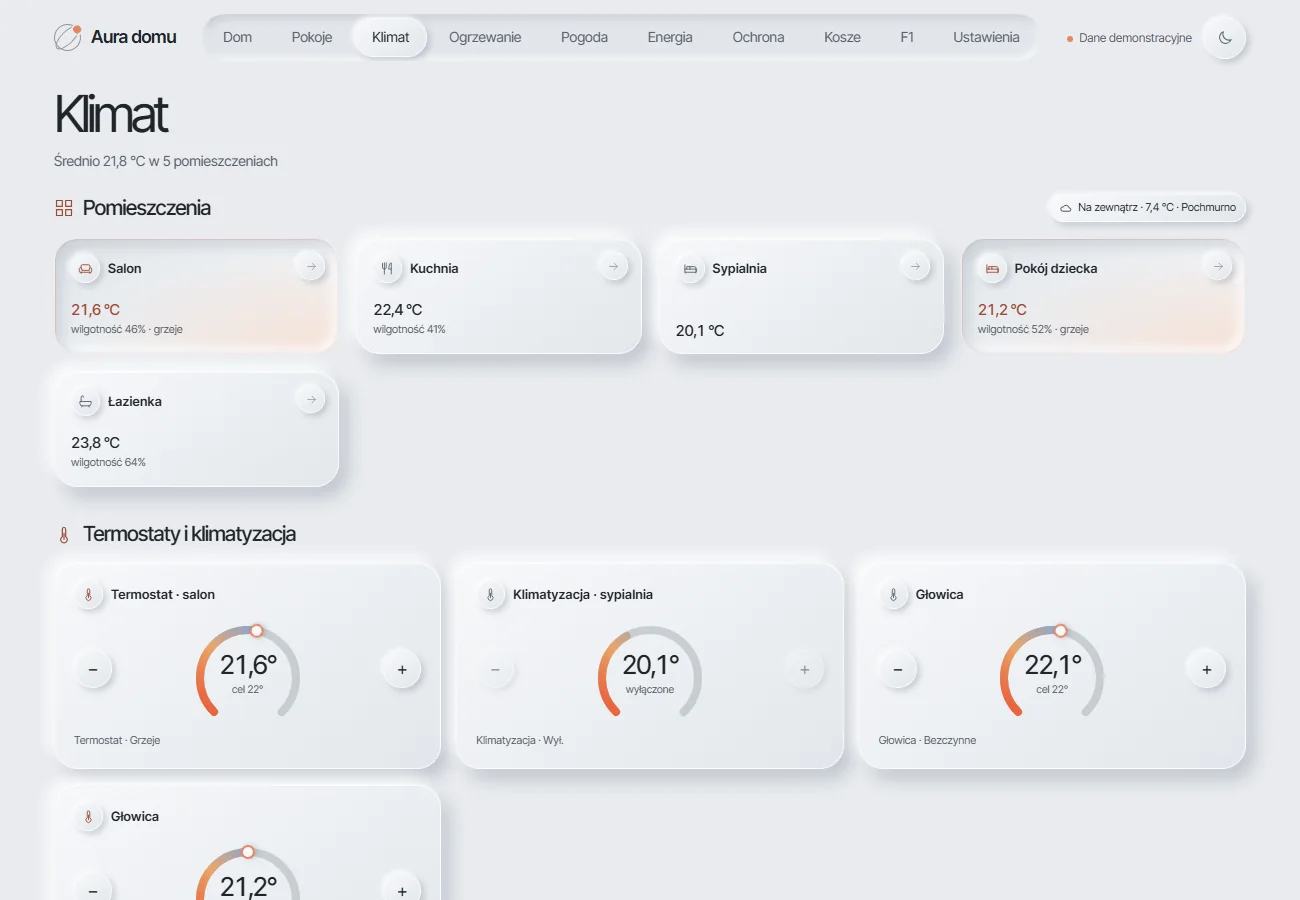 Aura domu
Dom
Pokoje
Klimat
Ogrzewanie
Pogoda
Energia
Ochrona
Kosze
F1
Ustawienia
Dane demonstracyjne
Klimat
Średnio 21,8 °C w 5 pomieszczeniach
Pomieszczenia
Na zewnątrz · 7,4 °C · Pochmurno
Salon
21,6 °C
wilgotność 46% · grzeje
Kuchnia
22,4 °C
wilgotność 41%
Sypialnia
20,1 °C
Pokój dziecka
21,2 °C
wilgotność 52% · grzeje
Łazienka
23,8 °C
wilgotność 64%
Termostaty i klimatyzacja
Termostat · salon
−
21,6°
cel 22°
+
Termostat · Grzeje
Klimatyzacja · sypialnia
−
20,1°
wyłączone
+
Klimatyzacja · Wył.
Głowica
−
22,1°
cel 22°
+
Głowica · Bezczynne
Głowica
−
21,2°
+